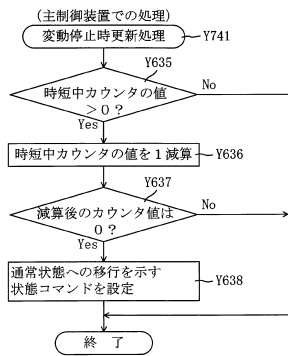 (主制御装置での処理)
変動停止時更新処理
Y741
Y635
時短中カウンタの値
>0?
No
Yes
時短中カウンタの値を1減算
Y636
Y637
減算後のカウンタ値は
0?
No
Yes
通常状態への移行を示す
状態コマンドを設定
Y638
終 了